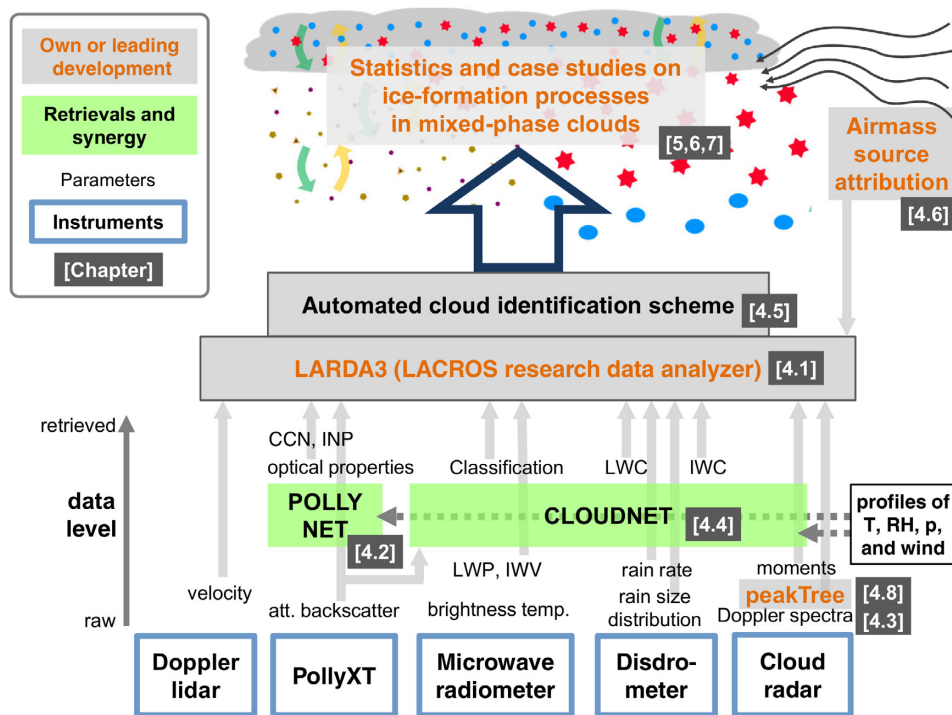 Own or leading
development
Retrievals and
synergy
Parameters
Instruments
[Chapter]
Statistics and case studies on
ice-formation processes
in mixed-phase clouds
[5,6,7]
Airmass
source
attribution
[4.6]
Automated cloud identification scheme
[4.5]
LARDA3 (LACROS research data analyzer)
[4.1]
retrieved
data
level
raw
CCN, INP
optical properties
Classification
LWC
IWC
POLLY
NET
[4.2]
CLOUDNET
[4.4]
profiles of
T, RH, p,
and wind
velocity
att. backscatter
LWP, IWV
brightness temp.
rain rate
rain size
distribution
moments
peakTree
Doppler spectra
[4.8]
[4.3]
Doppler
lidar
PollyXT
Microwave
radiometer
Disdro-
meter
Cloud
radar